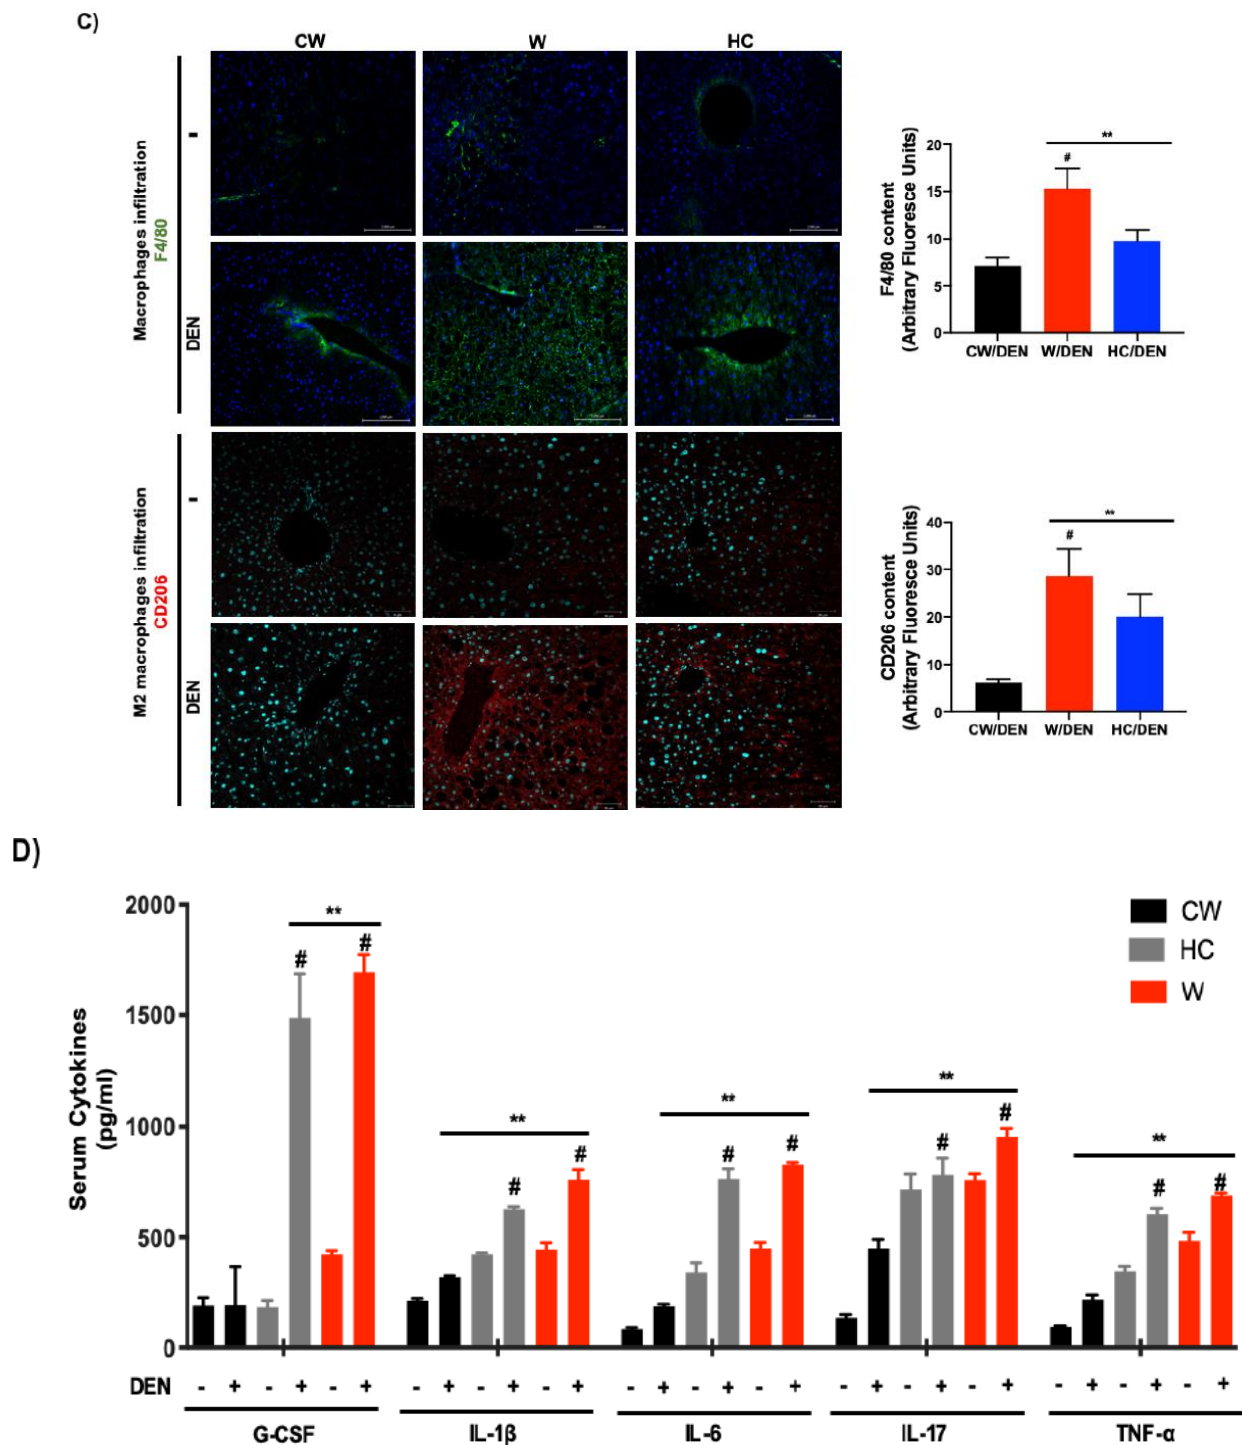 C)
CW W HC
Macrophages infiltration
F4/80
-
DEN
M2 macrophages infiltration
CD206
-
DEN
F4/80 content
(Arbitrary Fluoresce Units)
20
15
10
5
0
**
#
CW/DEN W/DEN HC/DEN
CD206 content
(Arbitrary Fluoresce Units)
40
30
20
10
0
**
#
CW/DEN W/DEN HC/DEN
D)
Serum Cytokines
(pg/ml)
2000
1500
1000
500
0
** ** ** ** **
# # # # # # # # # #
CW
HC
W
DEN - + - + - + - + - + - + - + - + - + - + - + - + - + - + - +
G-CSF IL-1β IL-6 IL-17 TNF-α